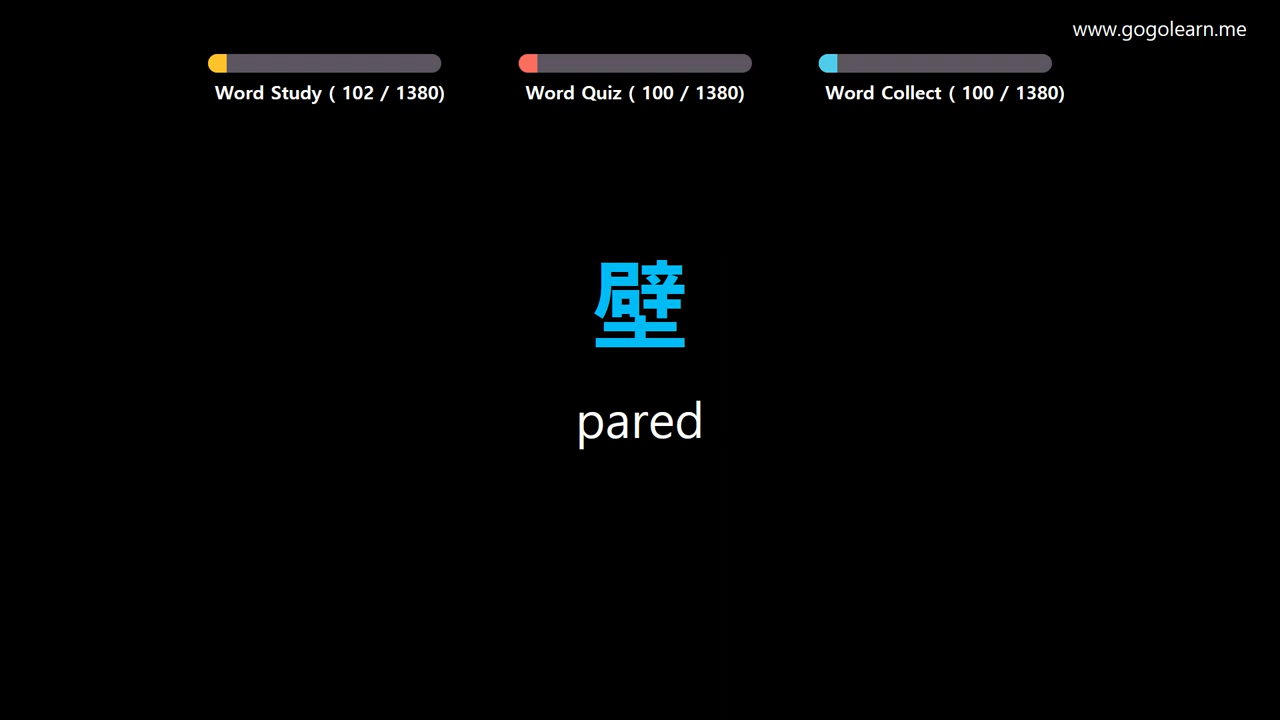 www.gogolearn.me
Word Study ( 102 / 1380)
Word Quiz ( 100 / 1380)
Word Collect ( 100 / 1380)
壁
pared